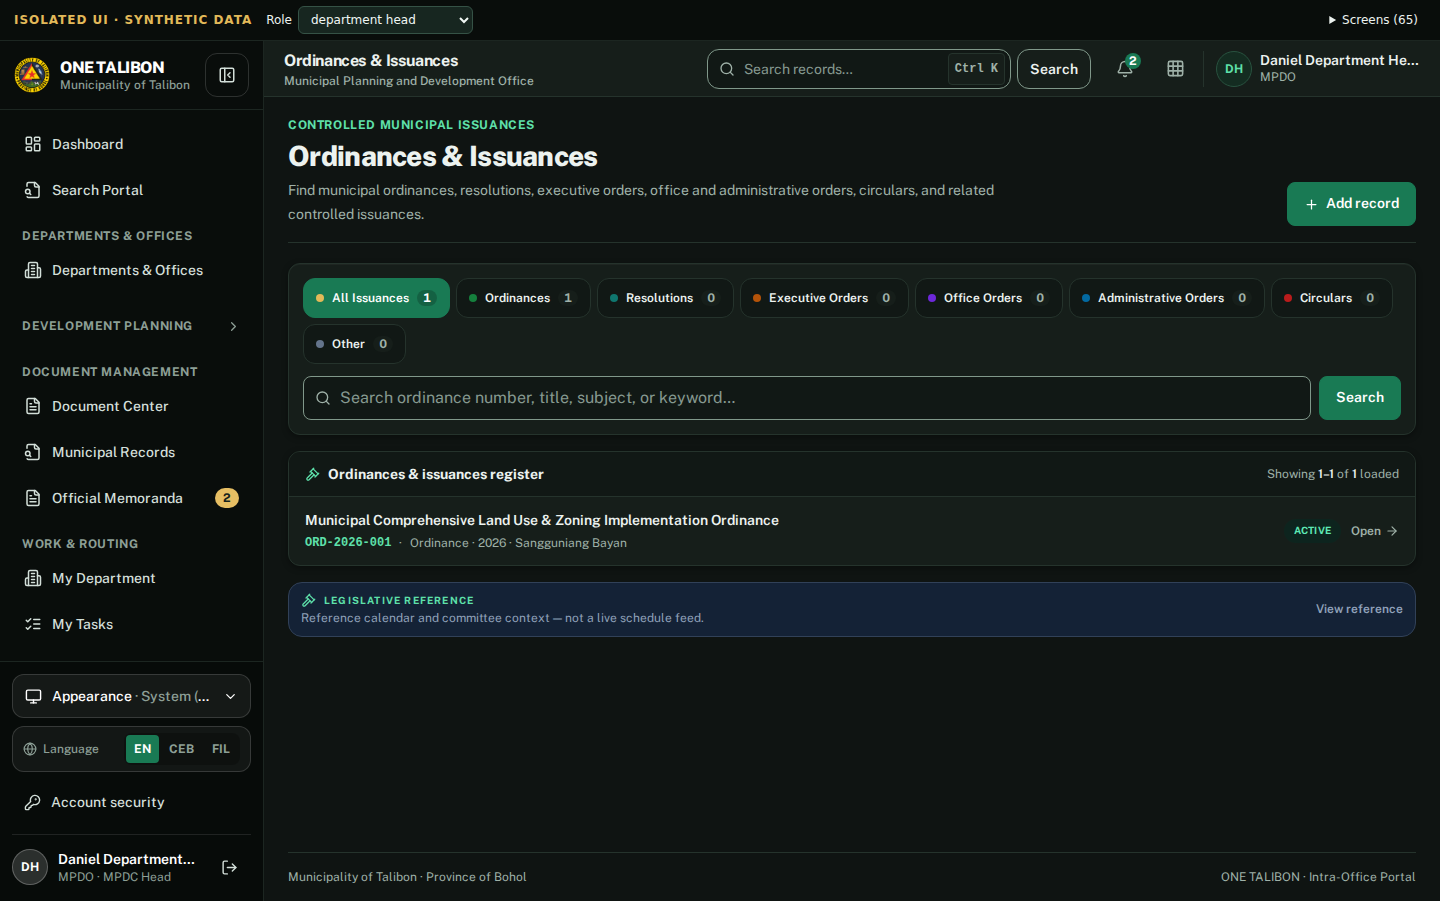 ISOLATED UI · SYNTHETIC DATA
Role
department head
Screens (65)
ONE TALIBON
Municipality of Talibon
Ordinances & Issuances
Municipal Planning and Development Office
Search records...
Ctrl K
Search
2
DH
Daniel Department He...
MPDO
Dashboard
Search Portal
DEPARTMENTS & OFFICES
Departments & Offices
DEVELOPMENT PLANNING
DOCUMENT MANAGEMENT
Document Center
Municipal Records
Official Memoranda 2
WORK & ROUTING
My Department
My Tasks
Appearance · System (...
Language EN CEB FIL
Account security
DH
Daniel Department...
MPDO · MPDC Head
CONTROLLED MUNICIPAL ISSUANCES
Ordinances & Issuances
Find municipal ordinances, resolutions, executive orders, office and administrative orders, circulars, and related
controlled issuances.
Add record
All Issuances 1
Ordinances 1
Resolutions 0
Executive Orders 0
Office Orders 0
Administrative Orders 0
Circulars 0
Other 0
Search ordinance number, title, subject, or keyword...
Search
Ordinances & issuances register
Showing 1–1 of 1 loaded
Municipal Comprehensive Land Use & Zoning Implementation Ordinance
ORD-2026-001 · Ordinance · 2026 · Sangguniang Bayan
ACTIVE
Open →
LEGISLATIVE REFERENCE
Reference calendar and committee context — not a live schedule feed.
View reference
Municipality of Talibon · Province of Bohol
ONE TALIBON · Intra-Office Portal